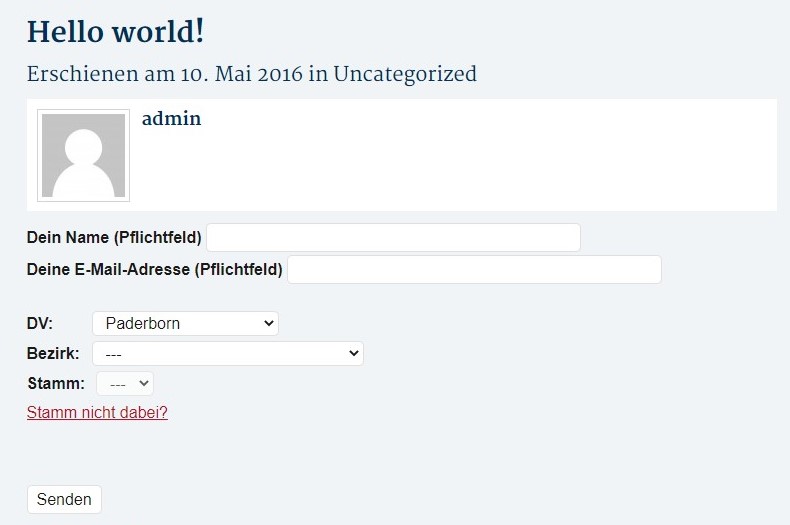 Hello world!
Erschienen am 10. Mai 2016 in Uncategorized
admin
Dein Name (Pflichtfeld)
Deine E-Mail-Adresse (Pflichtfeld)
DV: Paderborn
Bezirk: ---
Stamm: ---
Stamm nicht dabei?
Senden